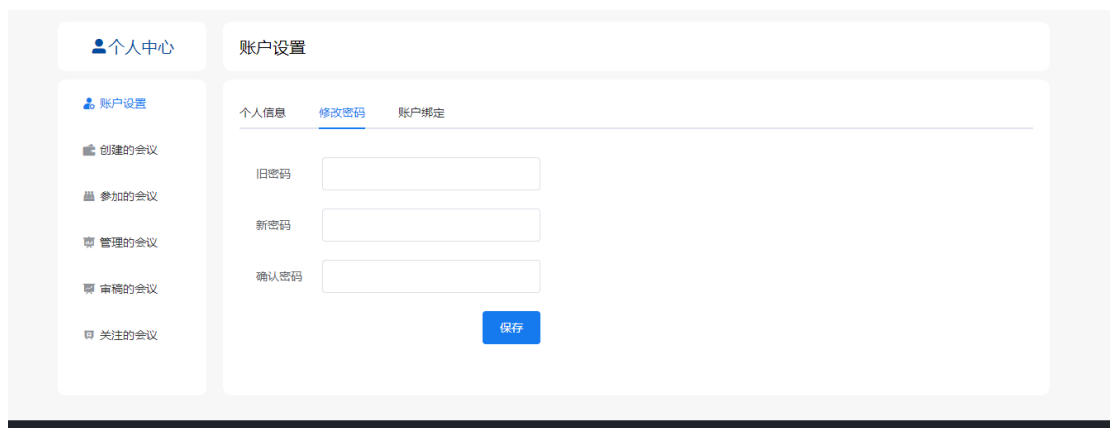 个人中心
账户设置
账户设置
创建的会议
参加的会议
管理的会议
审稿的会议
关注的会议
个人信息 修改密码 账户绑定
旧密码
新密码
确认密码
保存